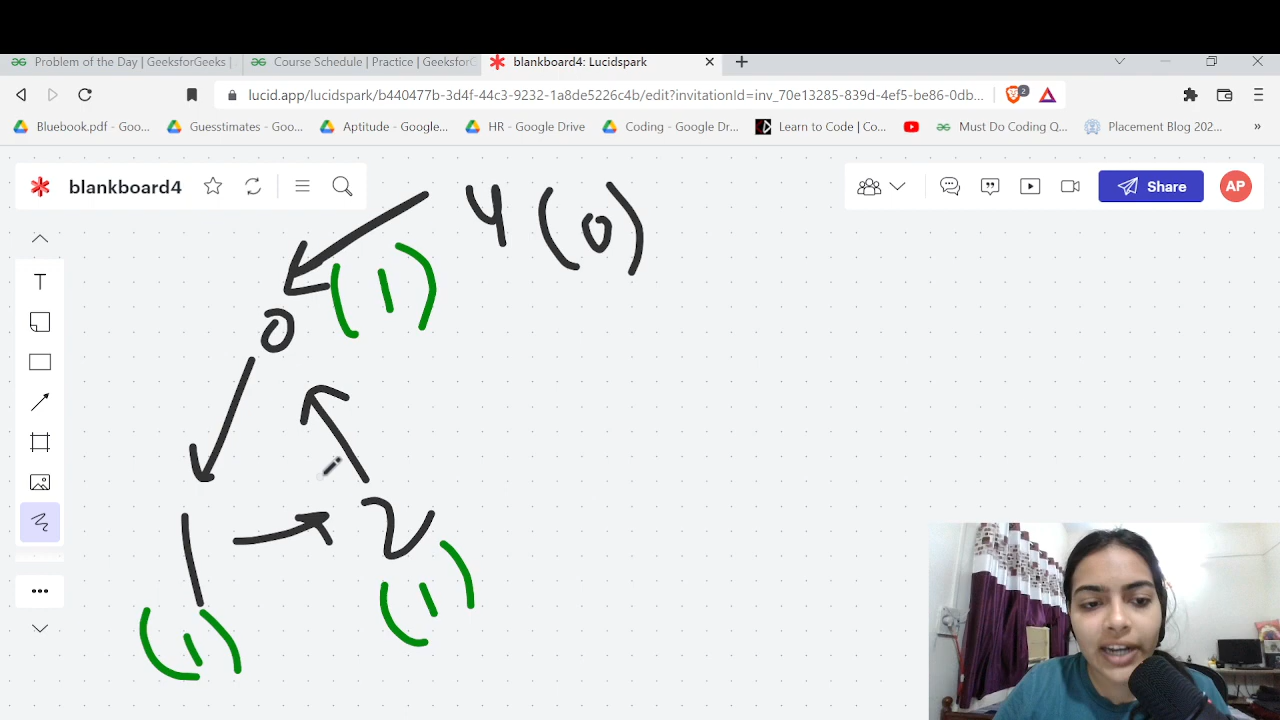 Problem of the Day | GeeksforGeeks |
Course Schedule | Practice | GeeksforG
blankboard4: Lucidspark
lucid.app/lucidspark/b440477b-3d4f-44c3-9232-1a8de5226c4b/edit?invitationId=inv_70e13285-839d-4ef5-be86-0db...
2
Bluebook.pdf - Goo...
Guesstimates - Goo...
Aptitude - Google...
HR - Google Drive
Coding - Google Dr...
Learn to Code | Co...
Must Do Coding Q...
Placement Blog 202...
»
blankboard4
Share
AP
T
4 (0)
0 (1)
1 2
(1) (1)